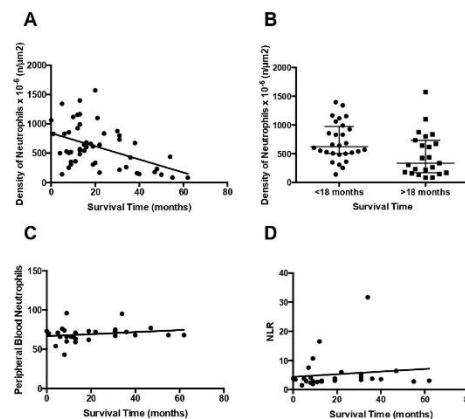 A
Density of Neutrophils x 10-6 (n/µm2)
2000
1500
1000
500
0
0 20 40 60 80
Survival Time (months)
B
Density of Neutrophils x 10-6 (n/µm2)
2000
1500
1000
500
0
<18 months >18 months
Survival Time
C
Peripheral Blood Neutrophils
150
100
50
0
0 20 40 60 80
Survival Time (months)
D
NLR
40
30
20
10
5
0
0 20 40 60
Survival Time (months)